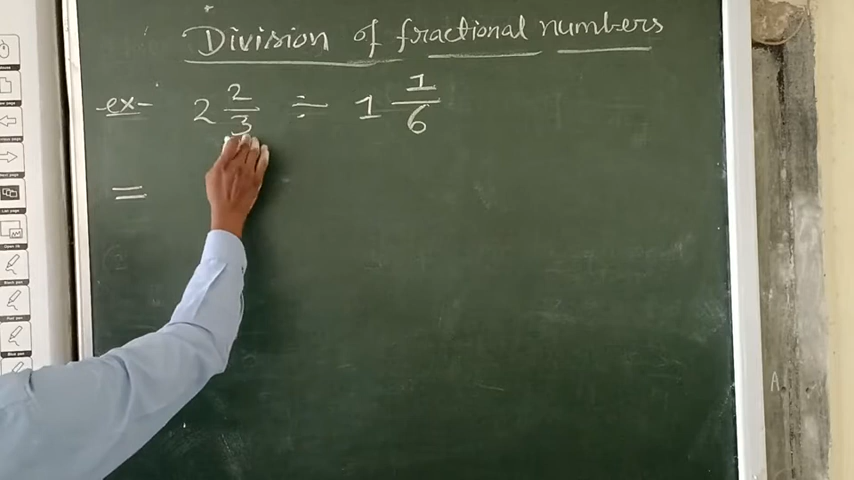 Division of fractional numbers
ex- 2 2/3 ÷ 1 1/6
=